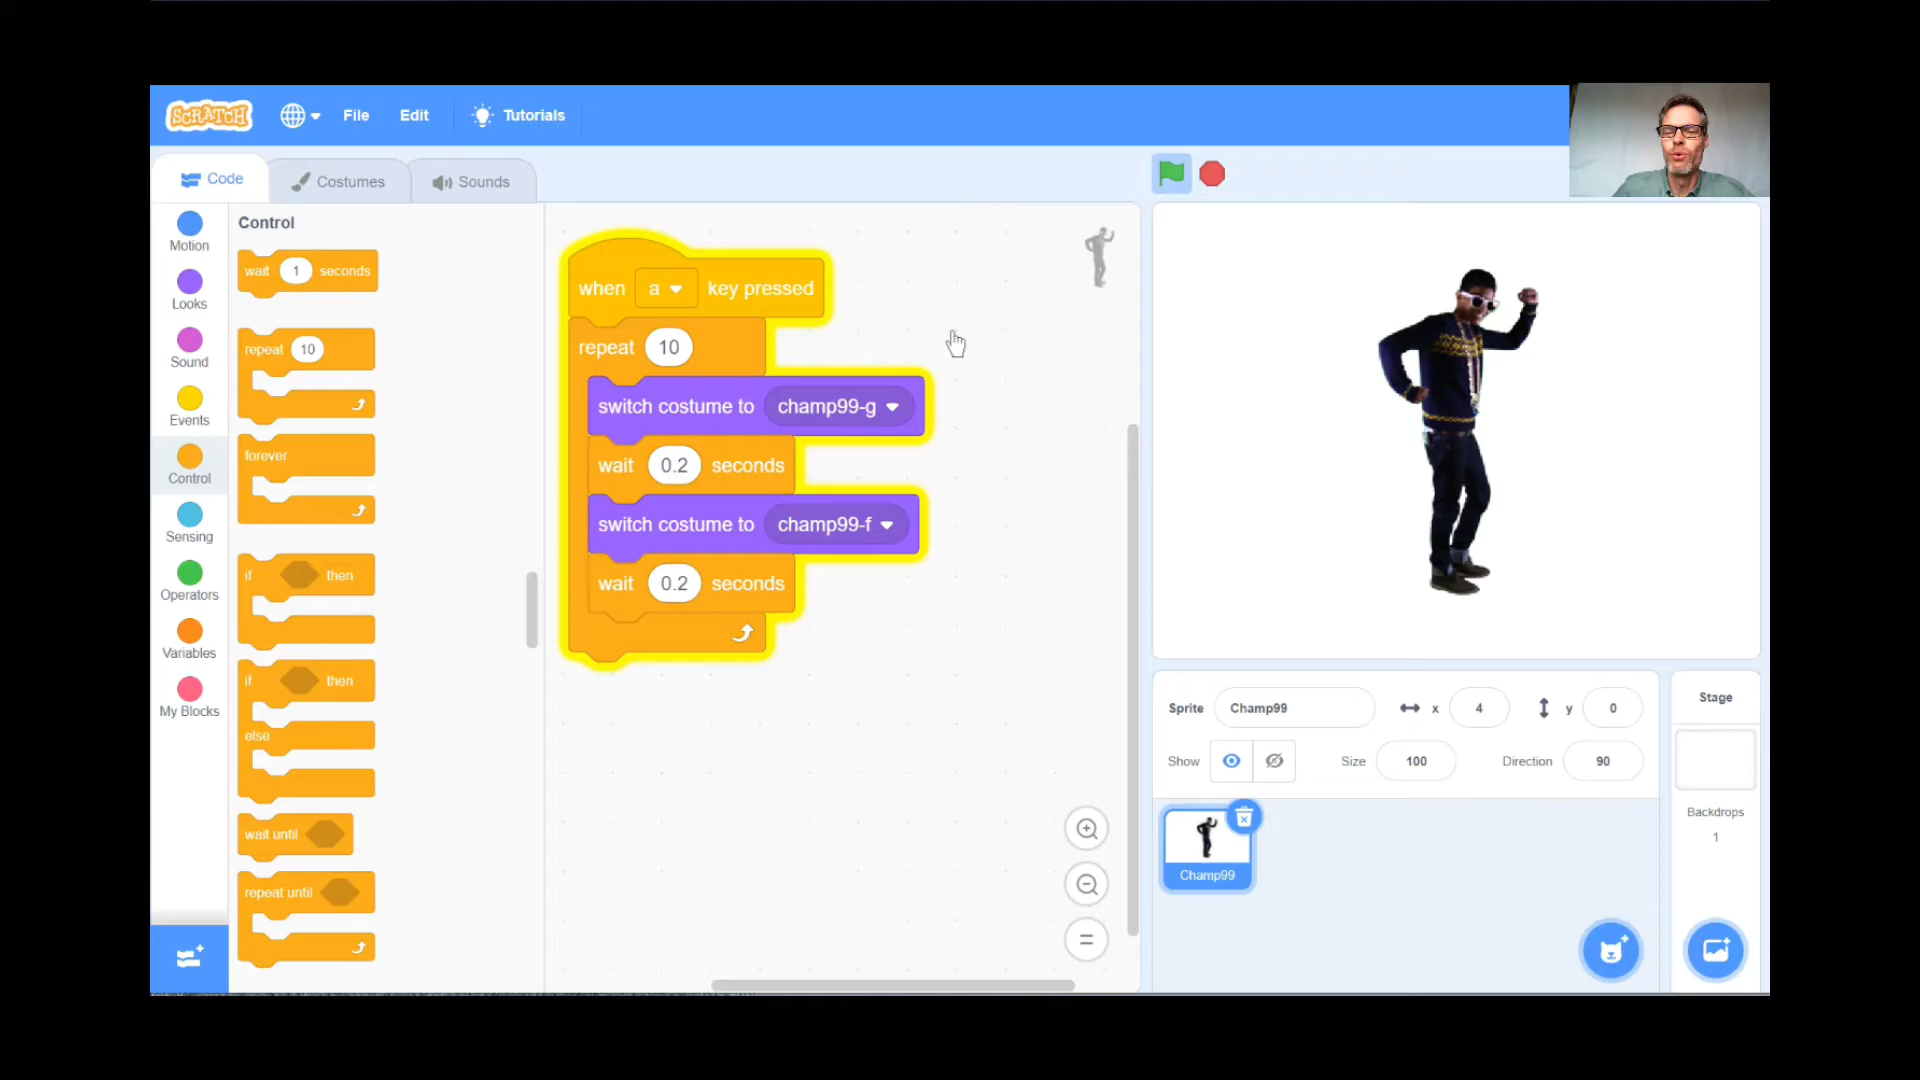 SCRATCH
File
Edit
Tutorials
Code
Costumes
Sounds
Motion
Looks
Sound
Events
Control
Sensing
Operators
Variables
My Blocks
Control
wait 1 seconds
repeat 10
forever
if then
if then
else
wait until
repeat until
when a key pressed
repeat 10
switch costume to champ99-g
wait 0.2 seconds
switch costume to champ99-f
wait 0.2 seconds
Sprite Champ99 x 4 y 0
Show Size 100 Direction 90
Champ99
Stage
Backdrops
1